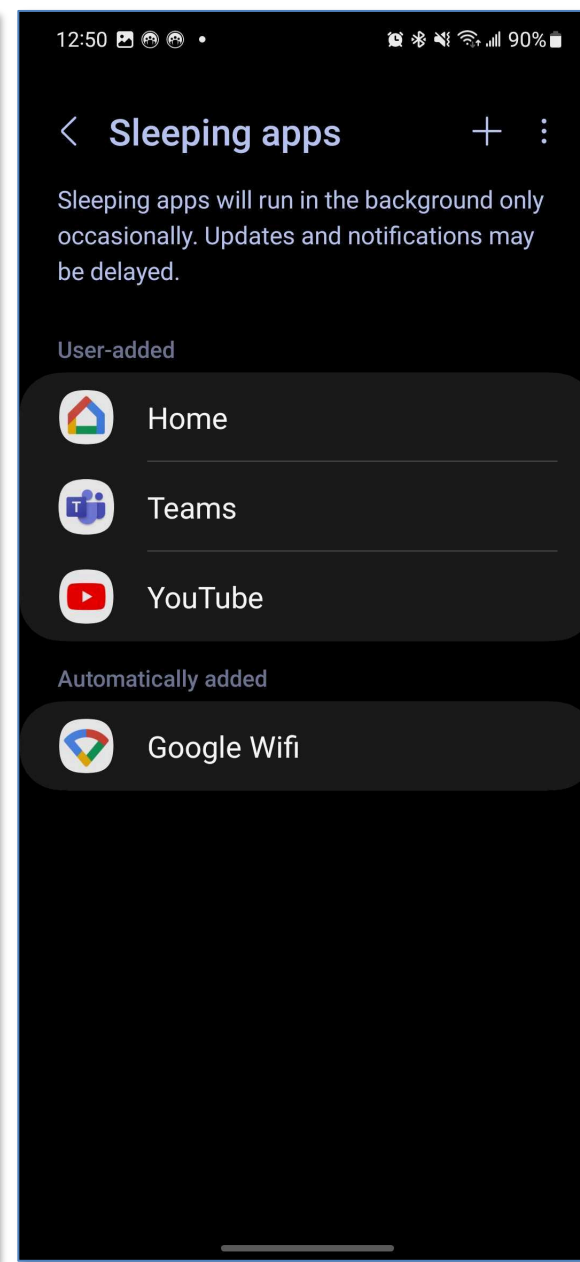 12:50 90%
Sleeping apps
Sleeping apps will run in the background only
occasionally. Updates and notifications may
be delayed.
User-added
Home
T Teams
YouTube
Automatically added
Google Wifi